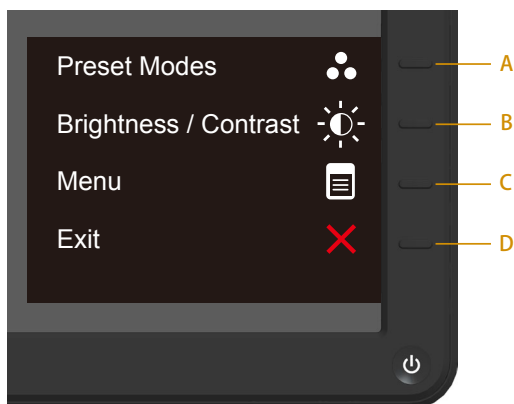 Preset Modes
A
Brightness / Contrast
B
Menu
C
Exit
D